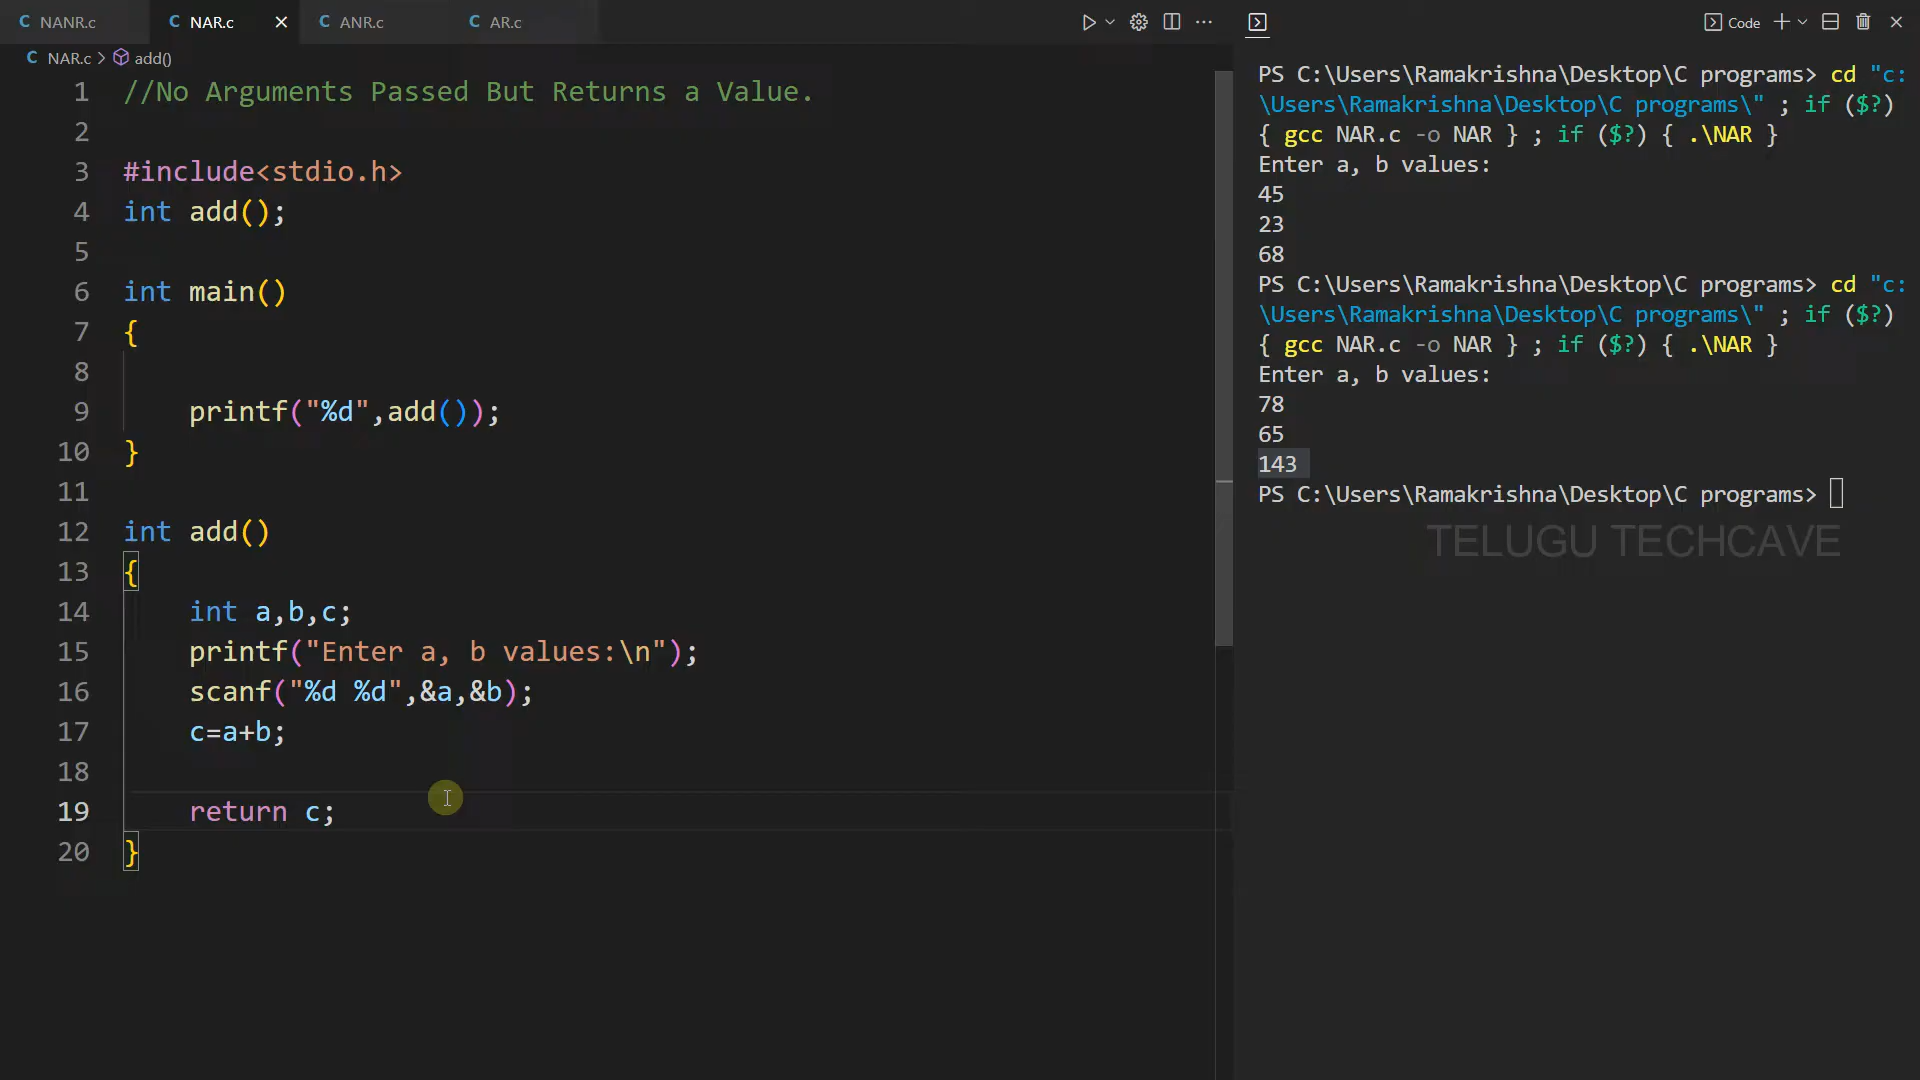 C NANR.c
C NAR.c
C ANR.c
C AR.c
Code
C NAR.c > add()
1 //No Arguments Passed But Returns a Value.
2
3 #include<stdio.h>
4 int add();
5
6 int main()
7 {
8
9 printf("%d",add());
10 }
11
12 int add()
13 {
14 int a,b,c;
15 printf("Enter a, b values:\n");
16 scanf("%d %d",&a,&b);
17 c=a+b;
18
19 return c;
20 }
PS C:\Users\Ramakrishna\Desktop\C programs> cd "c:
\Users\Ramakrishna\Desktop\C programs\" ; if ($?)
{ gcc NAR.c -o NAR } ; if ($?) { .\NAR }
Enter a, b values:
45
23
68
PS C:\Users\Ramakrishna\Desktop\C programs> cd "c:
\Users\Ramakrishna\Desktop\C programs\" ; if ($?)
{ gcc NAR.c -o NAR } ; if ($?) { .\NAR }
Enter a, b values:
78
65
143
PS C:\Users\Ramakrishna\Desktop\C programs>
TELUGU TECHCAVE